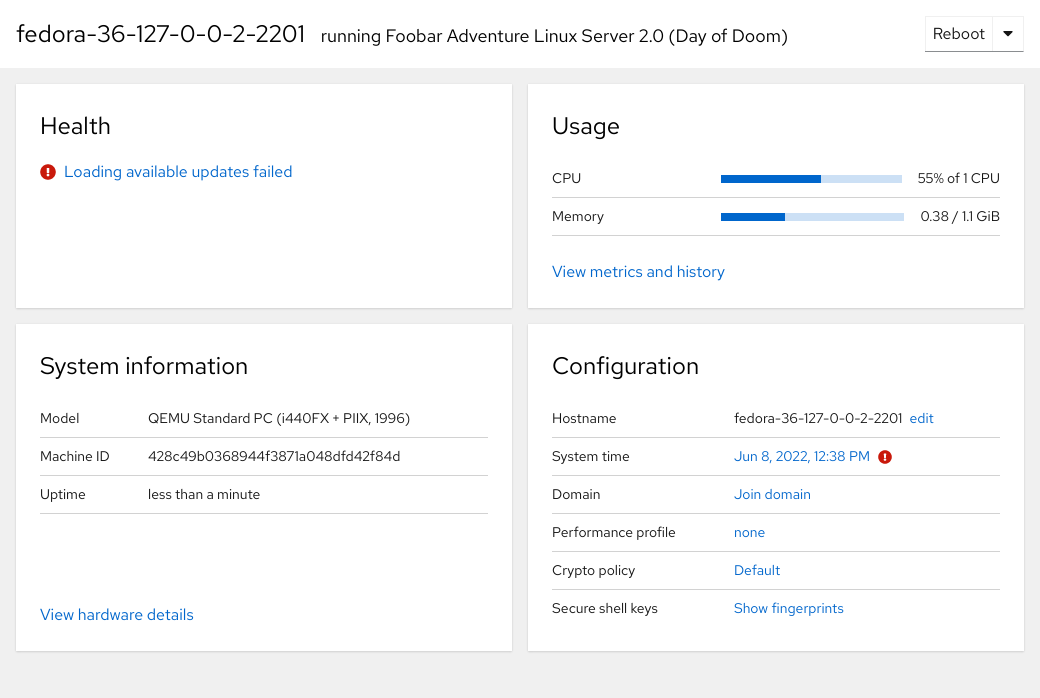 fedora-36-127-0-0-2-2201 running Foobar Adventure Linux Server 2.0 (Day of Doom) Reboot
Health
Loading available updates failed
Usage
CPU 55% of 1 CPU
Memory 0.38 / 1.1 GiB
View metrics and history
System information
Model QEMU Standard PC (i440FX + PIIX, 1996)
Machine ID 428c49b0368944f3871a048dfd42f84d
Uptime less than a minute
View hardware details
Configuration
Hostname fedora-36-127-0-0-2-2201 edit
System time Jun 8, 2022, 12:38 PM
Domain Join domain
Performance profile none
Crypto policy Default
Secure shell keys Show fingerprints